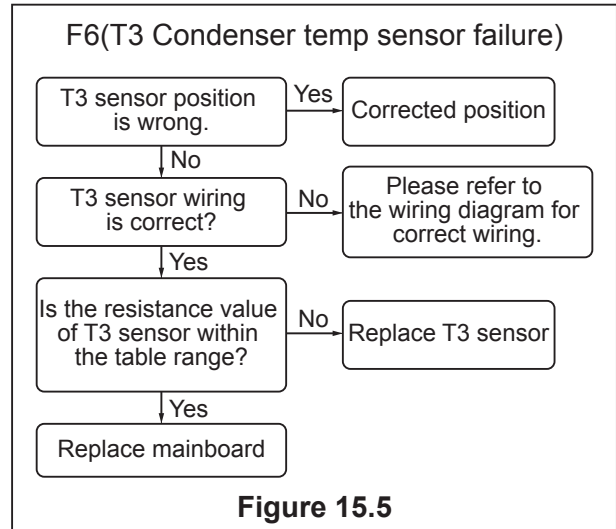 F6(T3 Condenser temp sensor failure)
T3 sensor position
is wrong.
Yes
Corrected position
No
T3 sensor wiring
is correct?
No
Please refer to
the wiring diagram for
correct wiring.
Yes
Is the resistance value
of T3 sensor within
the table range?
No
Replace T3 sensor
Yes
Replace mainboard
Figure 15.5